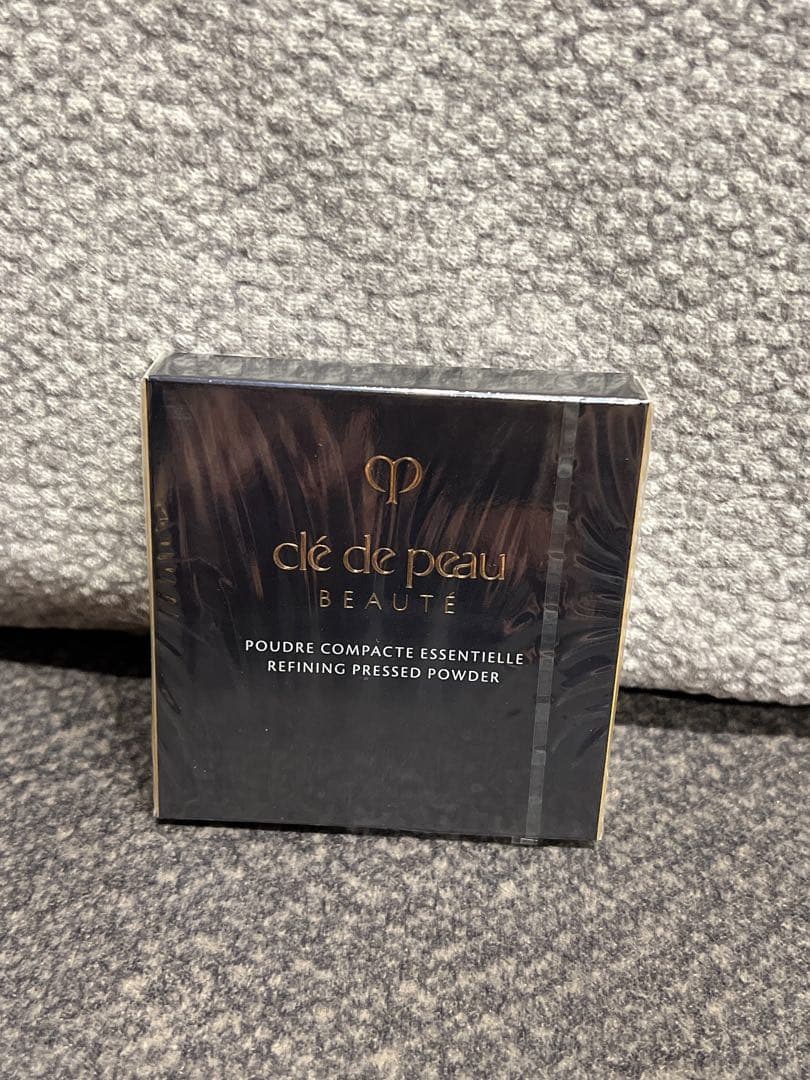 clé de peau
BEAUTÉ
POUDRE COMPACTE ESSENTIELLE
REFINING PRESSED POWDER